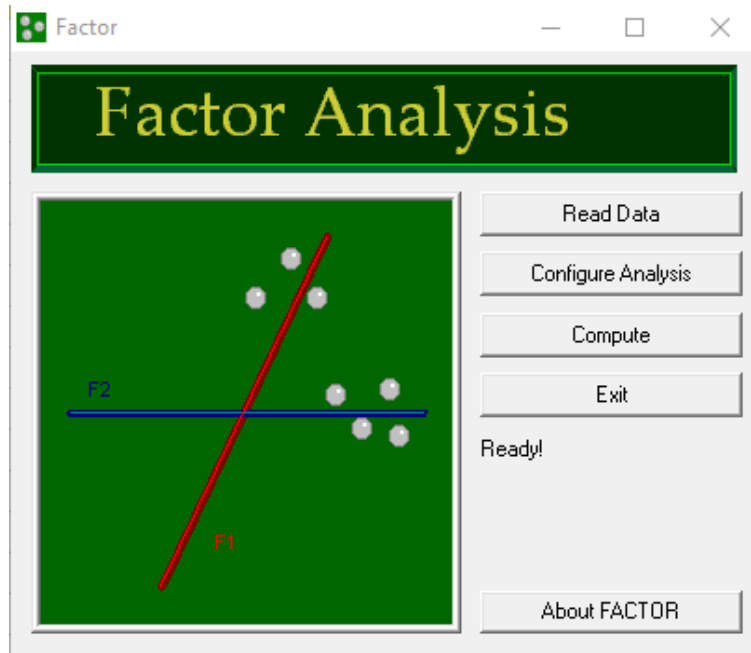 Factor
Factor Analysis
F2
F1
Read Data
Configure Analysis
Compute
Exit
Ready!
About FACTOR